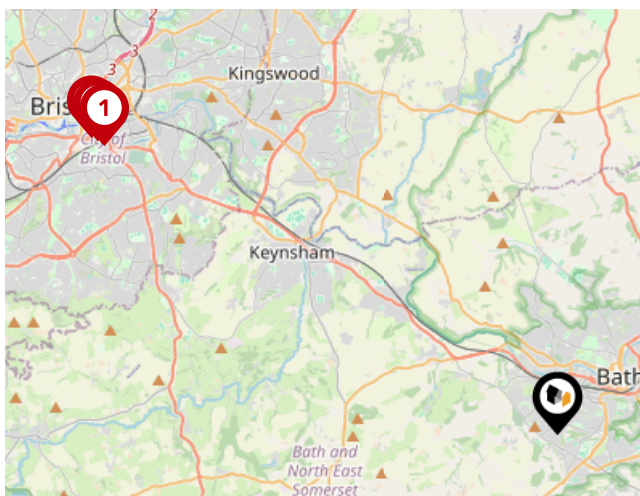 2
3
3
Kingswood
Bris
1
City of
Bristol
Keynsham
Bath
Bath and
North East
Somerset